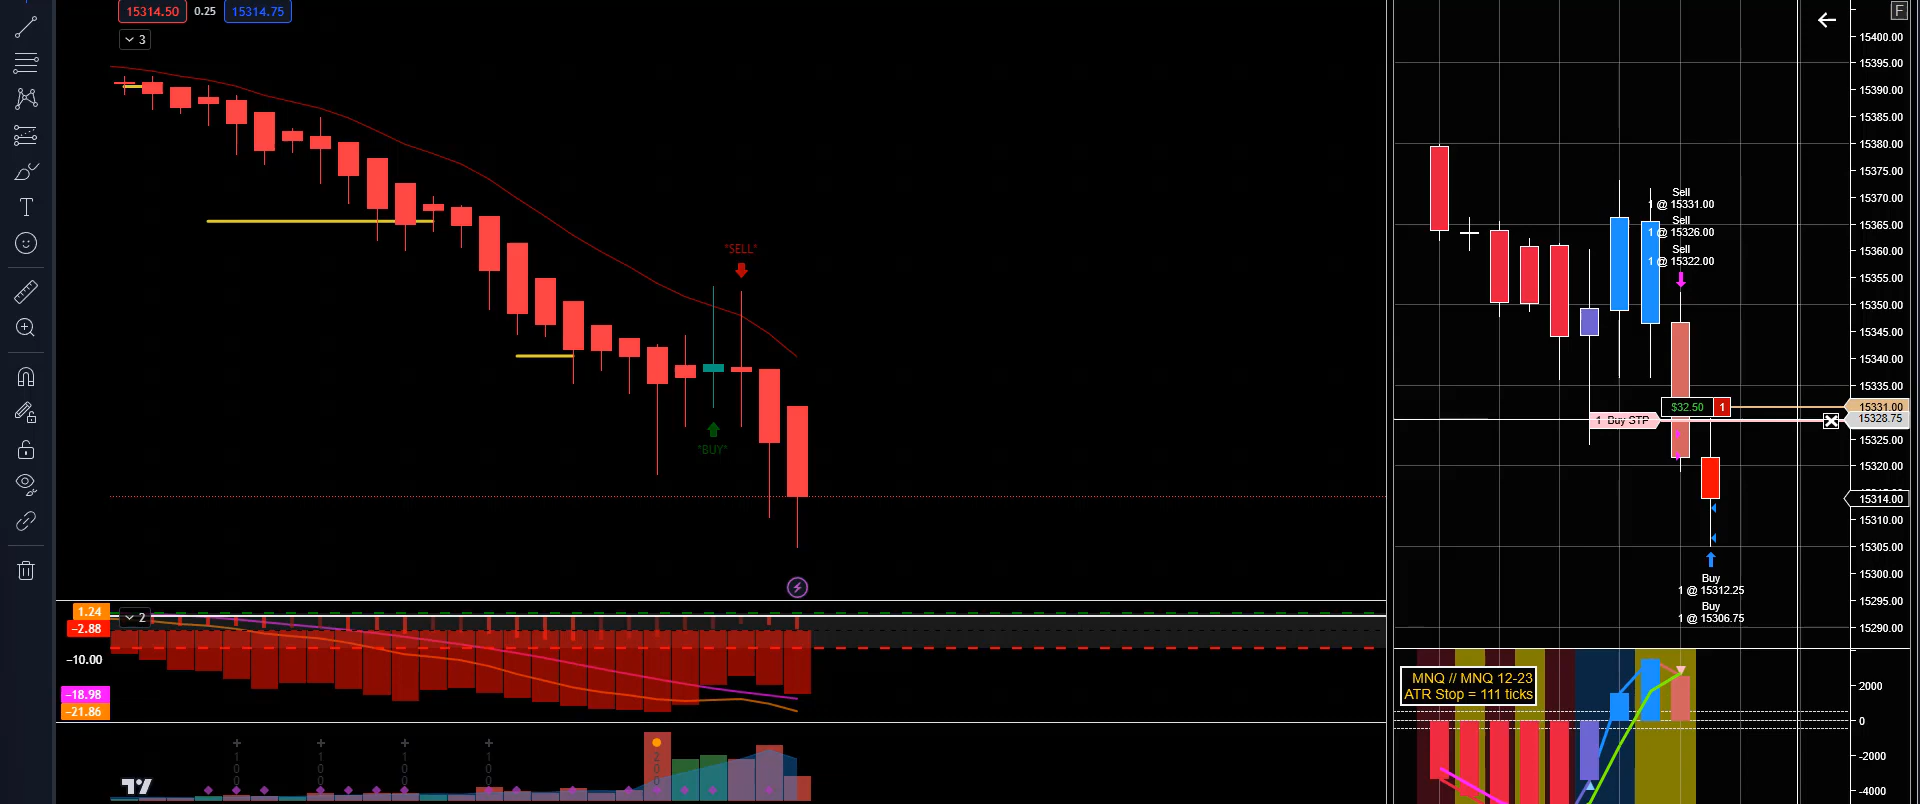 15314.50 0.25 15314.75
3
*SELL*
*BUY*
1.24
2
−2.88
−10.00
−18.98
−21.86
F
15400.00
15395.00
15390.00
15385.00
15380.00
15375.00
15370.00
15365.00
15360.00
15355.00
15350.00
15345.00
15340.00
15335.00
15331.00
15328.75
15325.00
15320.00
15314.00
15310.00
15305.00
15300.00
15295.00
15290.00
Sell
1 @ 15331.00
Sell
1 @ 15326.00
Sell
1 @ 15322.00
$32.50 1
1 Buy STP
Buy
1 @ 15312.25
Buy
1 @ 15306.75
MNQ // MNQ 12-23
ATR Stop = 111 ticks
2000
0
-2000
-4000